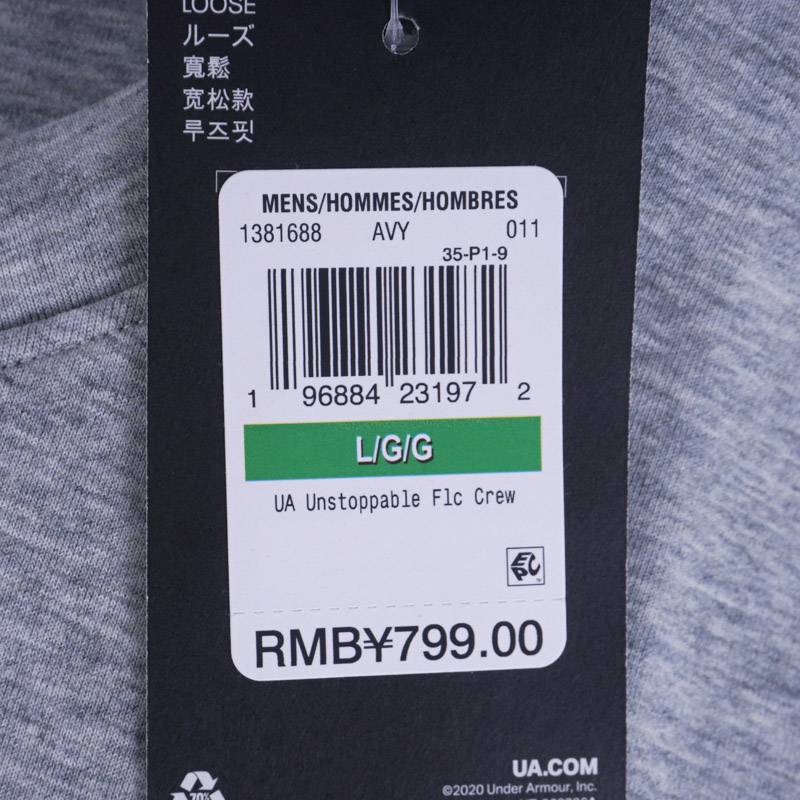 LOOSE
ルーズ
寬鬆
宽松款
루즈핏
MENS/HOMMES/HOMBRES
1381688 AVY 011
35-P1-9
1 96884 23197 2
L/G/G
UA Unstoppable Flc Crew
EPC
RMB¥799.00
70%
UA.COM
©2020 Under Armour, Inc.